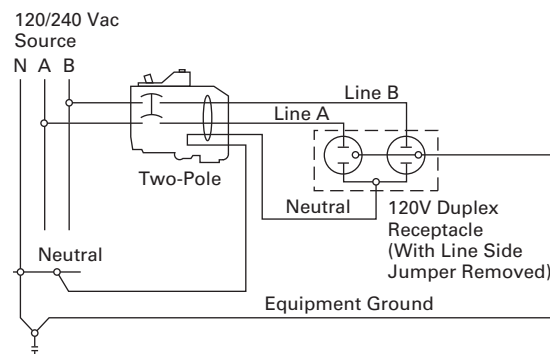 120/240 Vac
Source
N A B
Line B
Line A
Two-Pole
Neutral
120V Duplex
Receptacle
(With Line Side
Jumper Removed)
Neutral
Equipment Ground